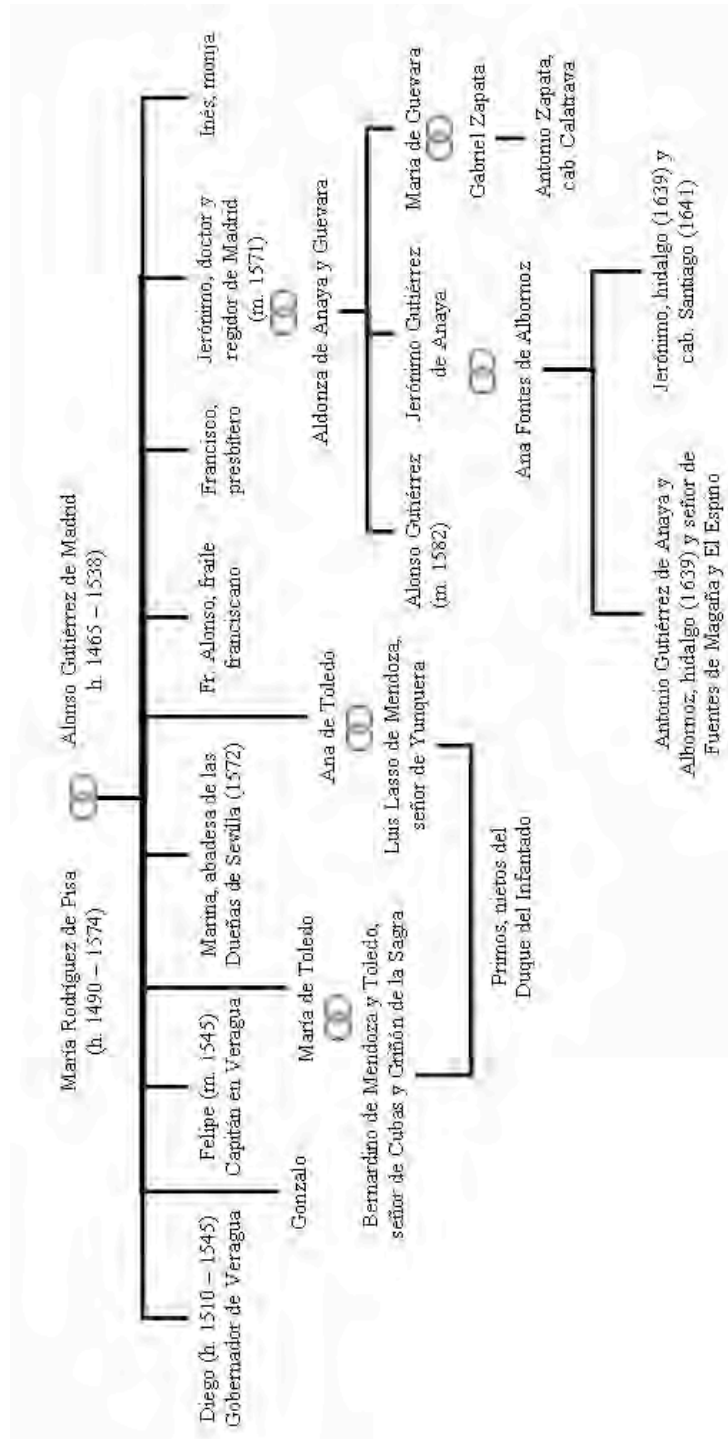 María Rodríguez de Pisa
(h. 1490 – 1574)
Alonso Gutiérrez de Madrid
h. 1465 – 1538)
Diego (h. 1510 – 1545)
Gobernador de Veragua
Gonzalo
Felipe (m. 1545)
Capitán en Veragua
María de Toledo
Marina, abadesa de las
Dueñas de Sevilla (1572)
Ana de Toledo
Fr. Alonso, fraile
franciscano
Francisco,
presbítero
Jerónimo, doctor y
regidor de Madrid
(m. 1571)
Inés, monja
Bernardino de Mendoza y Toledo,
señor de Cubas y Griñón de la Sagra
Luis Lasso de Mendoza,
señor de Yunquera
Primos, nietos del
Duque del Infantado
Aldonza de Anaya y Guevara
Alonso Gutiérrez
(m. 1582)
Jerónimo Gutiérrez
de Anaya
María de Guevara
Gabriel Zapata
Antonio Zapata,
cab. Calatrava
Ana Fontes de Albornoz
Antonio Gutiérrez de Anaya y
Albornoz, hidalgo (1639) y señor de
Fuentes de Magaña y El Espino
Jerónimo, hidalgo (1639) y
cab. Santiago (1641)